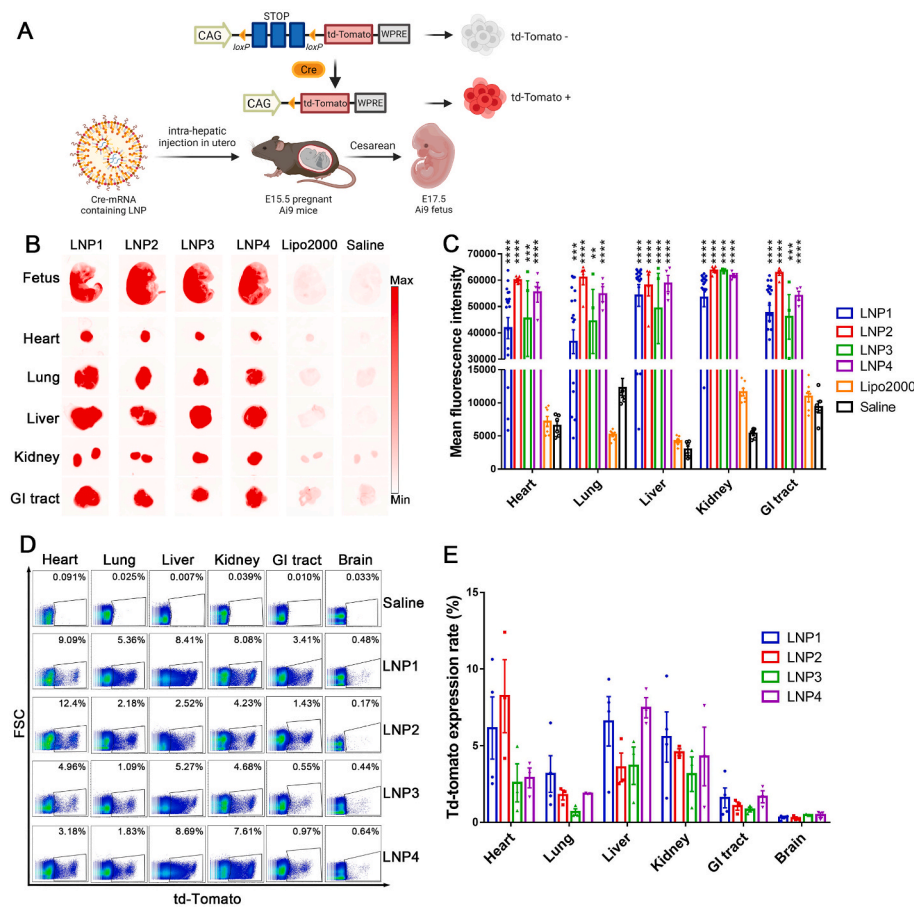 A
STOP
CAG
loxP
loxP
td-Tomato
WPRE
td-Tomato -
Cre
CAG
td-Tomato
WPRE
td-Tomato +
intra-hepatic
injection in utero
Cesarean
Cre-mRNA
containing LNP
E15.5 pregnant
Ai9 mice
E17.5
Ai9 fetus
B
LNP1 LNP2 LNP3 LNP4 Lipo2000 Saline
Fetus
Heart
Lung
Liver
Kidney
GI tract
Max
Min
C
Mean fluorescence intensity
70000
60000
50000
40000
30000
15000
10000
5000
0
**** **** *** ****
*** **** ** ****
**** **** **** ****
**** **** **** ****
**** **** *** ****
Heart Lung Liver Kidney GI tract
LNP1
LNP2
LNP3
LNP4
Lipo2000
Saline
D
Heart Lung Liver Kidney GI tract Brain
0.091% 0.025% 0.007% 0.039% 0.010% 0.033%
Saline
9.09% 5.36% 8.41% 8.08% 3.41% 0.48%
LNP1
12.4% 2.18% 2.52% 4.23% 1.43% 0.17%
LNP2
4.96% 1.09% 5.27% 4.68% 0.55% 0.44%
LNP3
3.18% 1.83% 8.69% 7.61% 0.97% 0.64%
LNP4
FSC
td-Tomato
E
Td-tomato expression rate (%)
15
10
5
0
Heart Lung Liver Kidney GI tract Brain
LNP1
LNP2
LNP3
LNP4